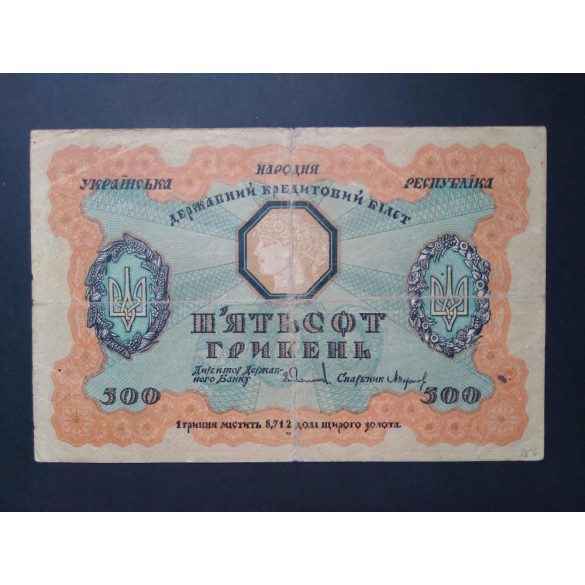 УКРАЇНСЬКА НАРОДНЯ РЕСПУБЛІКА
ДЕРЖАВНИЙ КРЕДИТОВИЙ БІЛЕТ
П'ЯТЬСОТ
ГРИВЕНЬ
Директор Держав-
ного Банку
Скарбник
500 500
1 гривня містить 8,712 долі щирого золота.